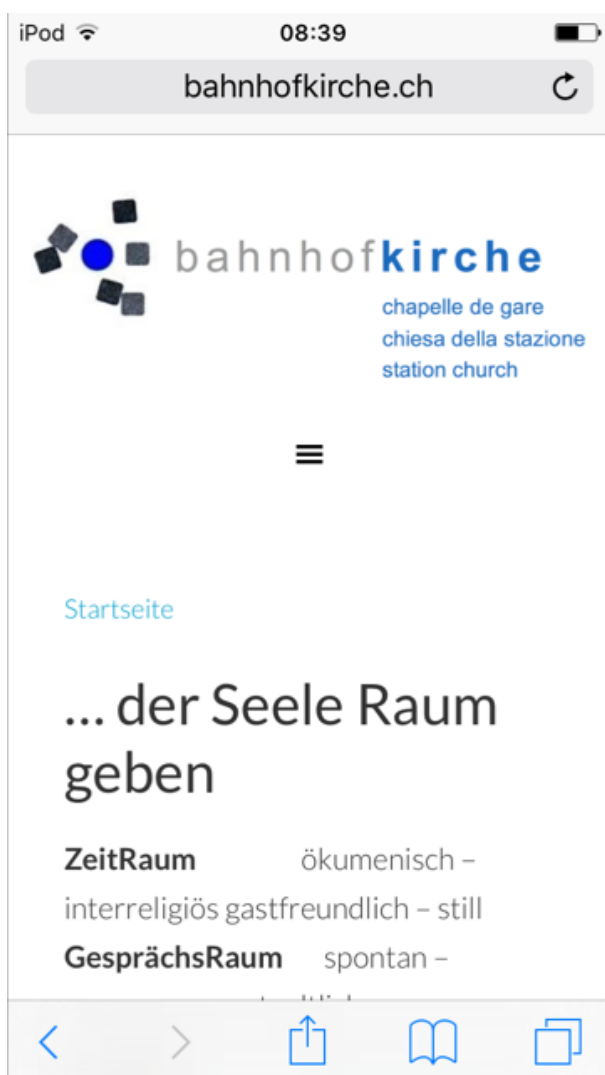 iPod 08:39
bahnhofkirche.ch
bahnhofkirche
chapelle de gare
chiesa della stazione
station church
Startseite
... der Seele Raum
geben
ZeitRaum ökumenisch –
interreligiös gastfreundlich – still
GesprächsRaum spontan –